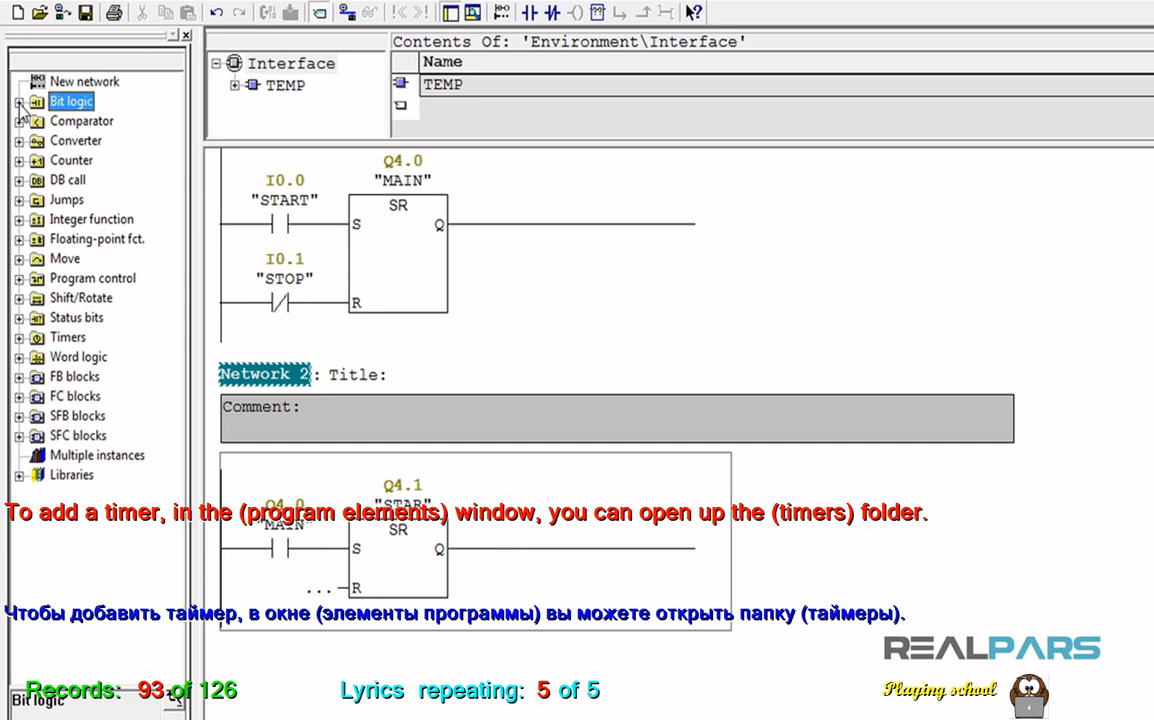 Contents Of: 'Environment\Interface'
Interface
TEMP
Name
TEMP
New network
Bit logic
Comparator
Converter
Counter
DB call
Jumps
Integer function
Floating-point fct.
Move
Program control
Shift/Rotate
Status bits
Timers
Word logic
FB blocks
FC blocks
SFB blocks
SFC blocks
Multiple instances
Libraries
Q4.0
I0.0 "MAIN"
"START" SR
S Q
I0.1
"STOP"
R
Network 2: Title:
Comment:
Q4.1
Q4.0 "STAR"
"MAIN" SR
S Q
... R
To add a timer, in the (program elements) window, you can open up the (timers) folder.
Чтобы добавить таймер, в окне (элементы программы) вы можете открыть папку (таймеры).
REALPARS
Records: 93 of 126 Lyrics repeating: 5 of 5 Playing school
Bit logic